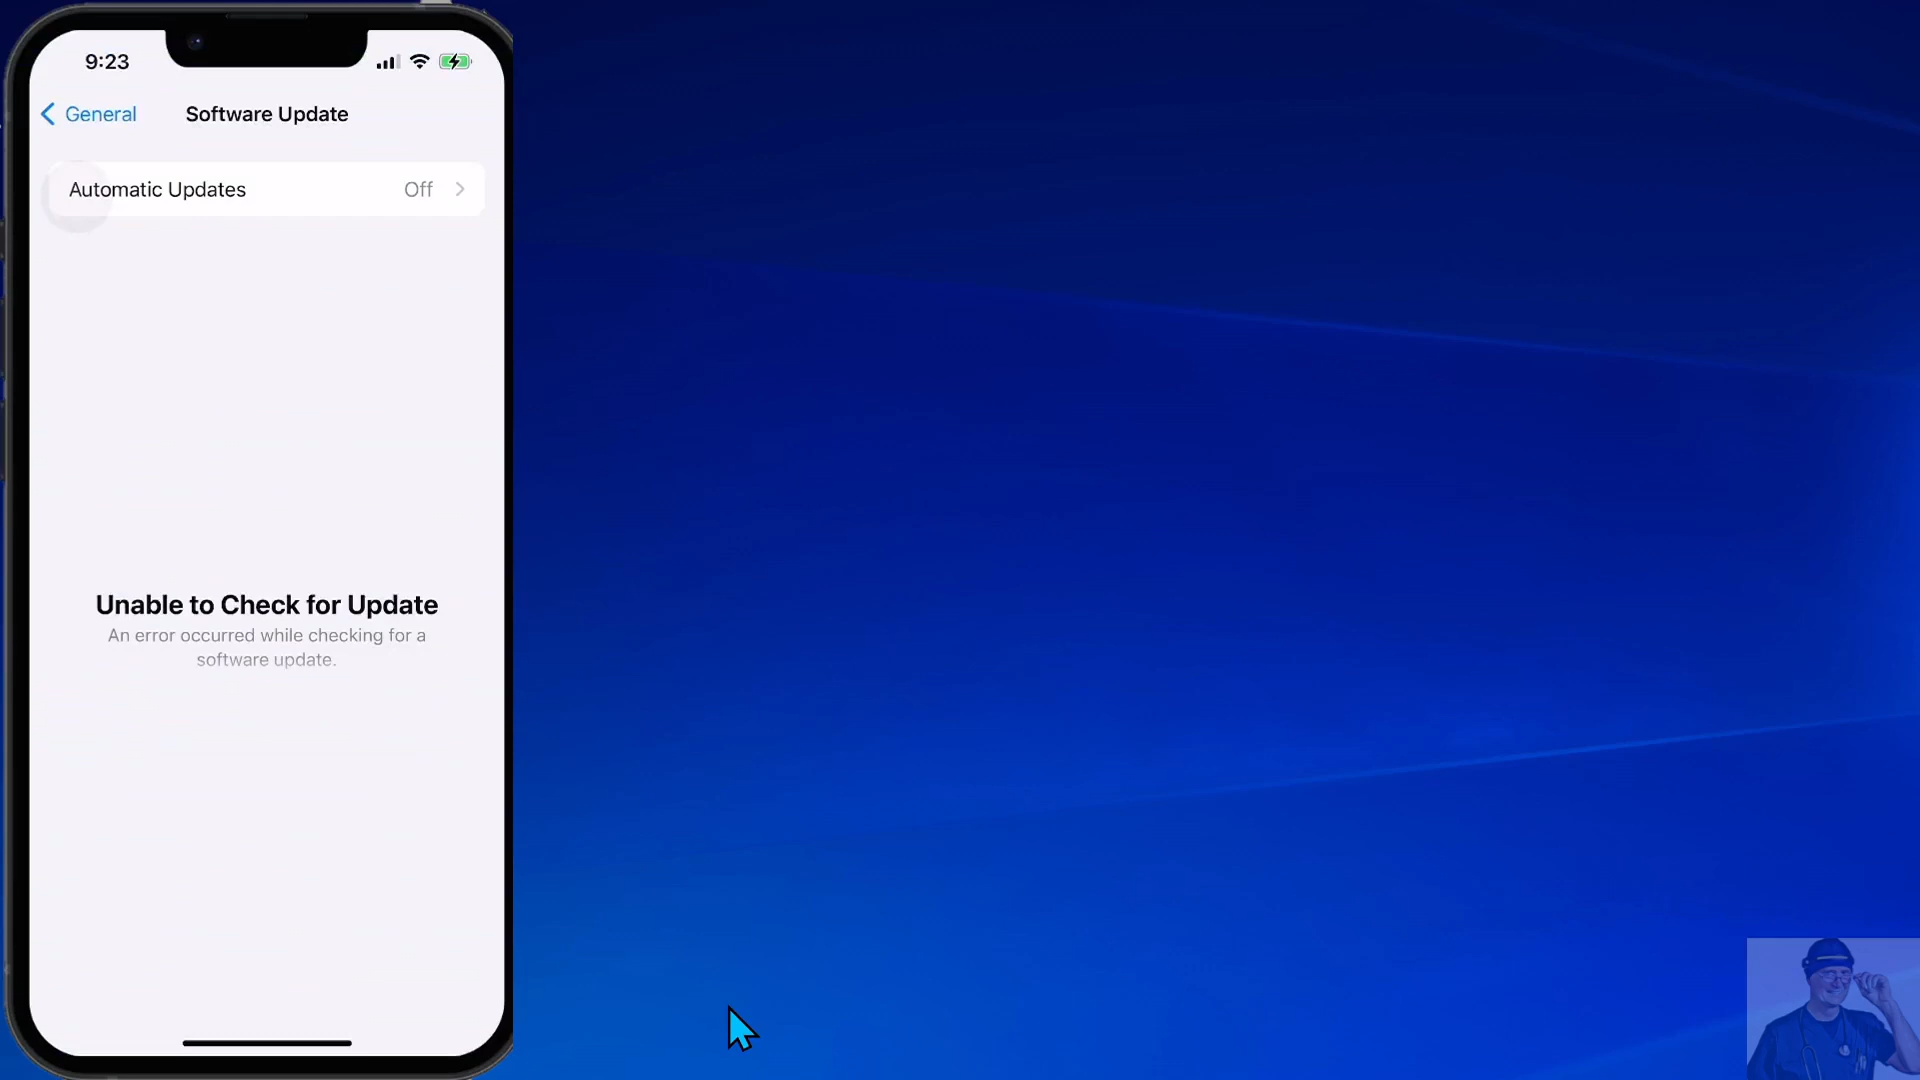 9:23
General
Software Update
Automatic Updates Off
Unable to Check for Update
An error occurred while checking for a
software update.